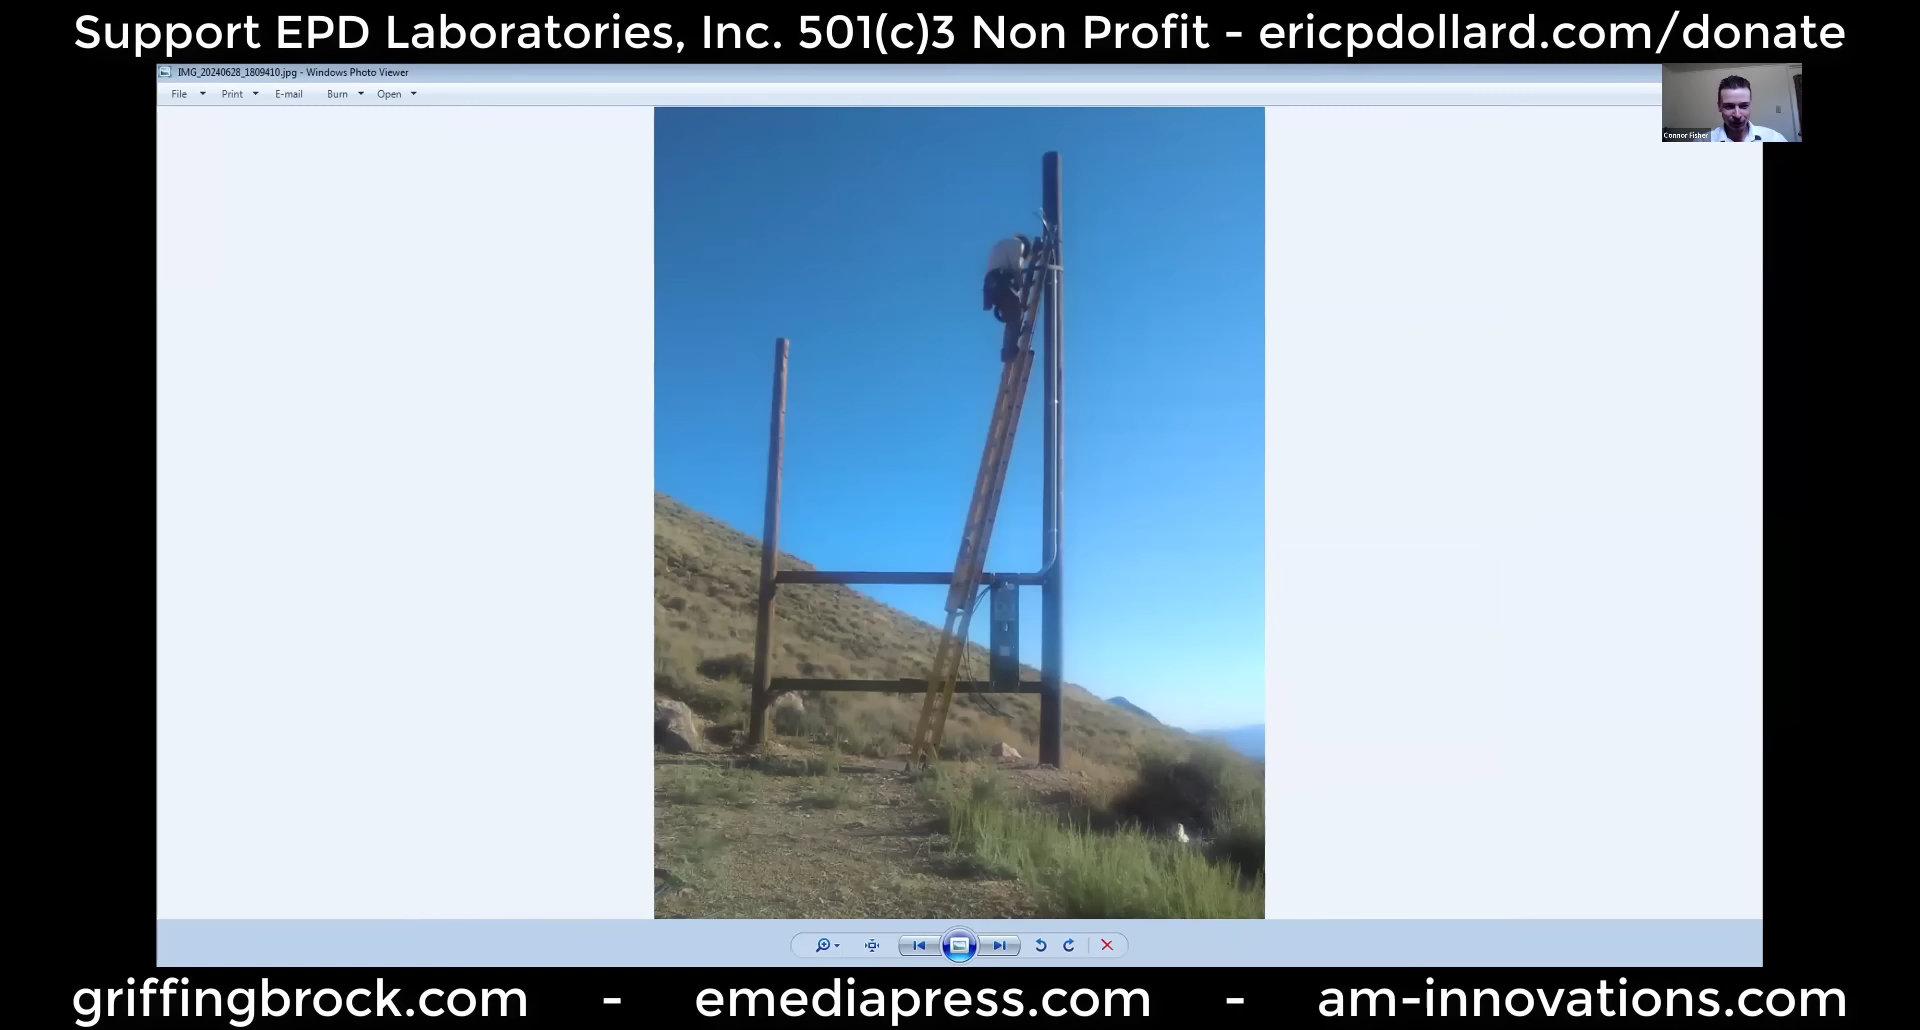 Support EPD Laboratories, Inc. 501(c)3 Non Profit - ericpdollard.com/donate
IMG_20240628_1809410.jpg - Windows Photo Viewer
File Print E-mail Burn Open
Connor Fisher
griffingbrock.com - emediapress.com - am-innovations.com